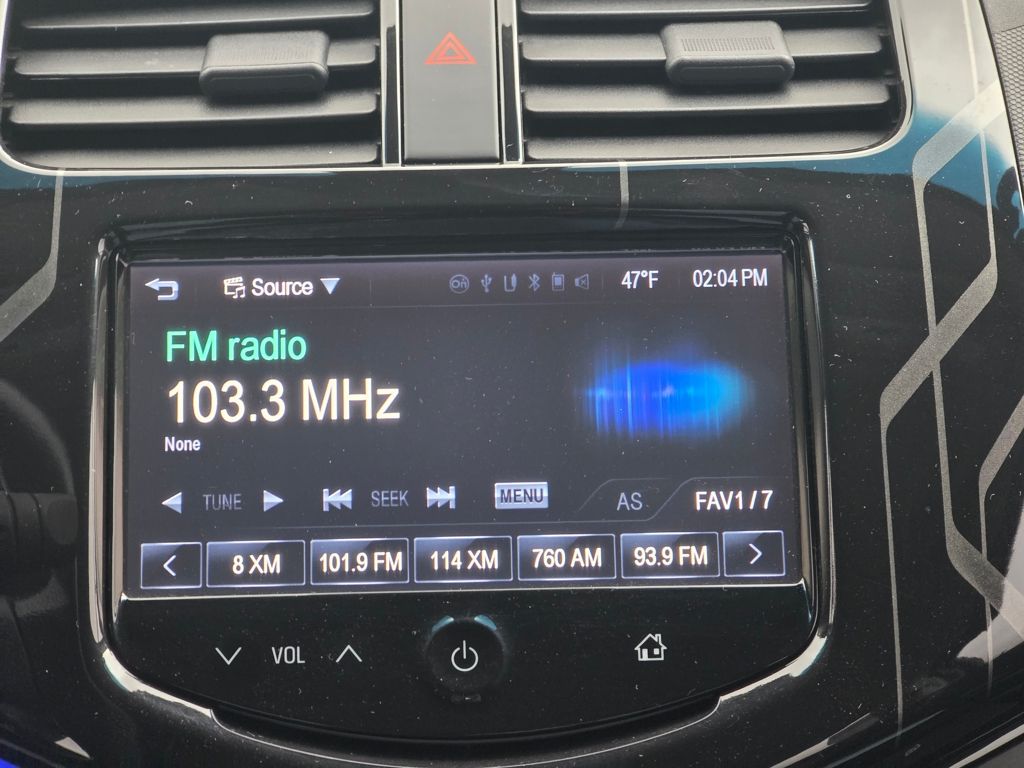 Source 47°F 02:04 PM
FM radio
103.3 MHz
None
TUNE SEEK MENU AS FAV1 / 7
8 XM 101.9 FM 114 XM 760 AM 93.9 FM
VOL